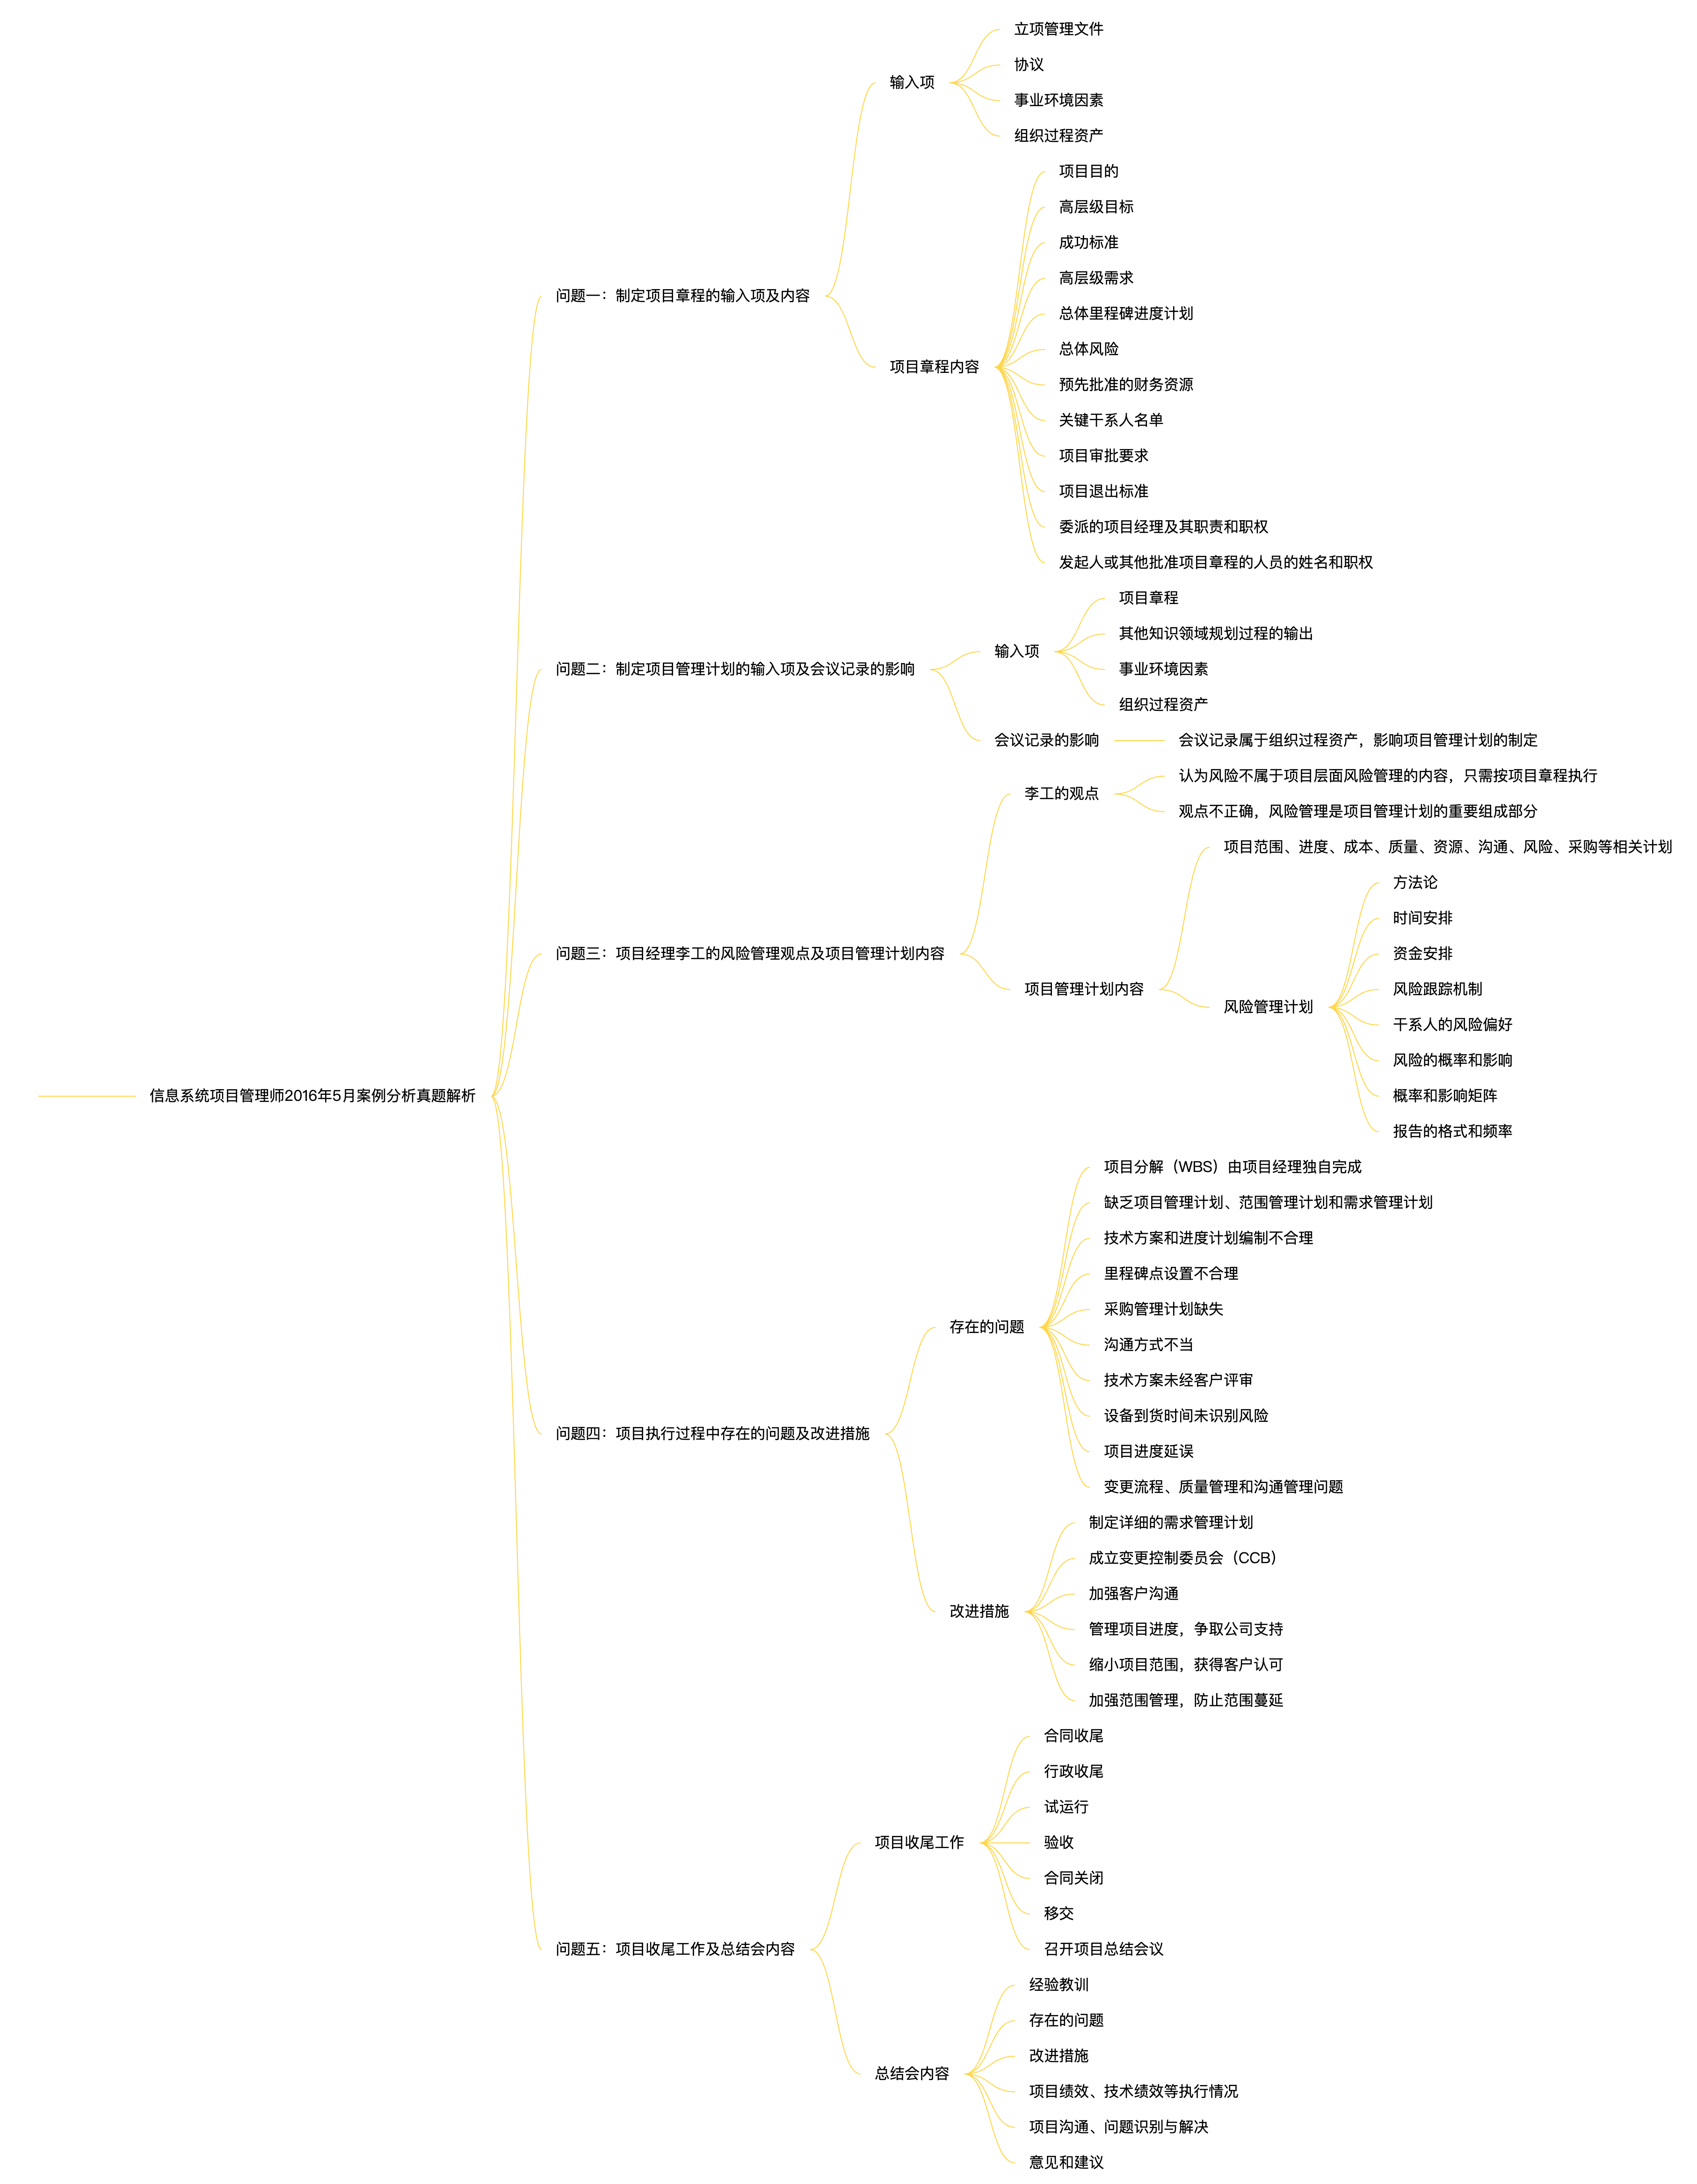 信息系统项目管理师2016年5月案例分析真题解析
问题一：制定项目章程的输入项及内容
输入项
立项管理文件
协议
事业环境因素
组织过程资产
项目章程内容
项目目的
高层级目标
成功标准
高层级需求
总体里程碑进度计划
总体风险
预先批准的财务资源
关键干系人名单
项目审批要求
项目退出标准
委派的项目经理及其职责和职权
发起人或其他批准项目章程的人员的姓名和职权
问题二：制定项目管理计划的输入项及会议记录的影响
输入项
项目章程
其他知识领域规划过程的输出
事业环境因素
组织过程资产
会议记录的影响
会议记录属于组织过程资产，影响项目管理计划的制定
问题三：项目经理李工的风险管理观点及项目管理计划内容
李工的观点
认为风险不属于项目层面风险管理的内容，只需按项目章程执行
观点不正确，风险管理是项目管理计划的重要组成部分
项目管理计划内容
项目范围、进度、成本、质量、资源、沟通、风险、采购等相关计划
风险管理计划
方法论
时间安排
资金安排
风险跟踪机制
干系人的风险偏好
风险的概率和影响
概率和影响矩阵
报告的格式和频率
问题四：项目执行过程中存在的问题及改进措施
存在的问题
项目分解（WBS）由项目经理独自完成
缺乏项目管理计划、范围管理计划和需求管理计划
技术方案和进度计划编制不合理
里程碑点设置不合理
采购管理计划缺失
沟通方式不当
技术方案未经客户评审
设备到货时间未识别风险
项目进度延误
变更流程、质量管理和沟通管理问题
改进措施
制定详细的需求管理计划
成立变更控制委员会（CCB）
加强客户沟通
管理项目进度，争取公司支持
缩小项目范围，获得客户认可
加强范围管理，防止范围蔓延
问题五：项目收尾工作及总结会内容
项目收尾工作
合同收尾
行政收尾
试运行
验收
合同关闭
移交
召开项目总结会议
总结会内容
经验教训
存在的问题
改进措施
项目绩效、技术绩效等执行情况
项目沟通、问题识别与解决
意见和建议